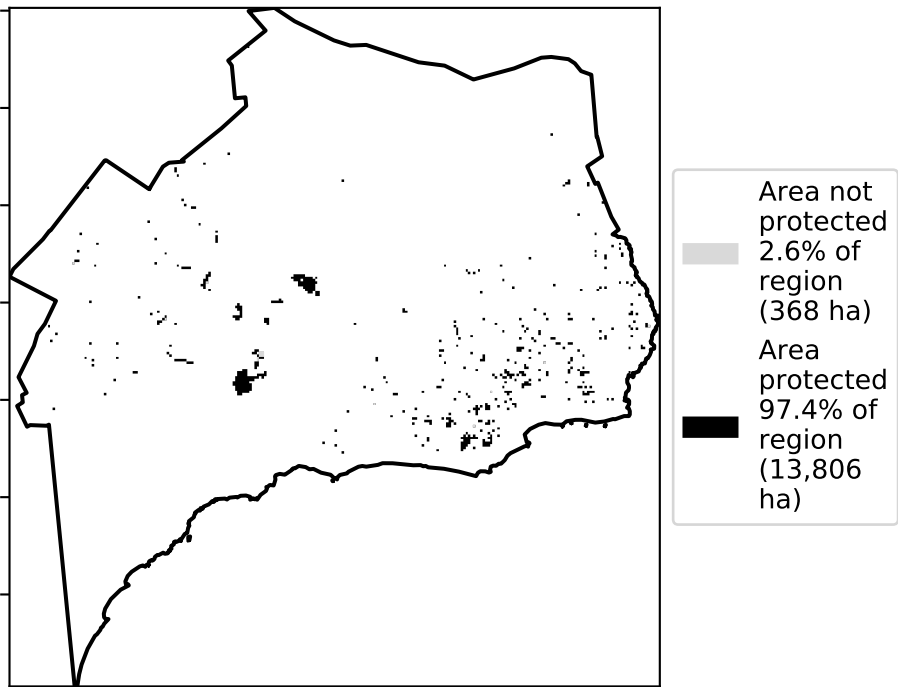 Area not
protected
2.6% of
region
(368 ha)
Area
protected
97.4% of
region
(13,806
ha)